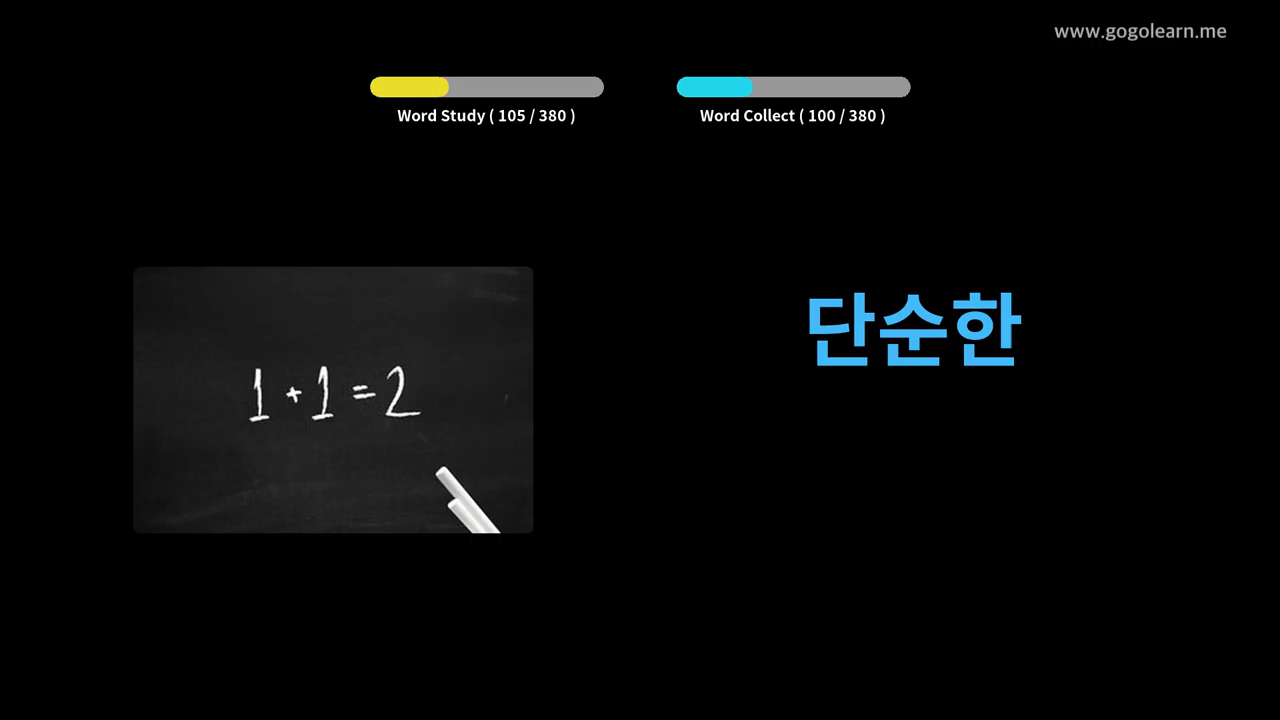 www.gogolearn.me
Word Study ( 105 / 380 )
Word Collect ( 100 / 380 )
1 + 1 = 2
단순한